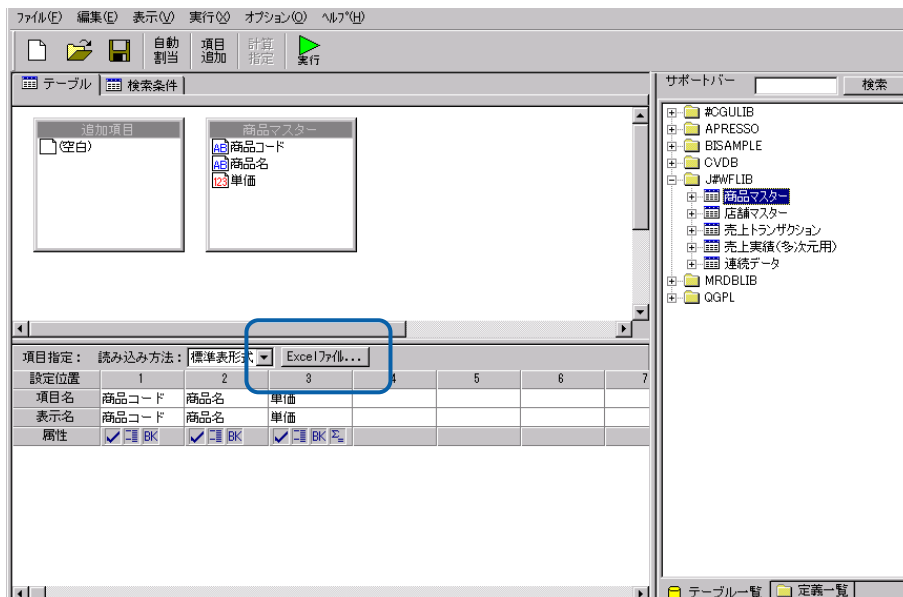 ファイル(F) 編集(E) 表示(V) 実行(X) オプション(O) ヘルプ(H)
自動割当 項目追加 計算指定 実行
テーブル 検索条件
追加項目
(空白)
商品マスター
AB 商品コード
AB 商品名
123 単価
項目指定： 読み込み方法： 標準表形式 Excelファイル...
設定位置 1 2 3 4 5 6 7
項目名 商品コード 商品名 単価
表示名 商品コード 商品名 単価
属性 BK BK BK Σ
サポートバー 検索
#CGULIB
APRESSO
BISAMPLE
CVDB
J#WFLIB
商品マスター
店舗マスター
売上トランザクション
売上実績(多次元用)
連続データ
MRDBLIB
QGPL
テーブル一覧 定義一覧